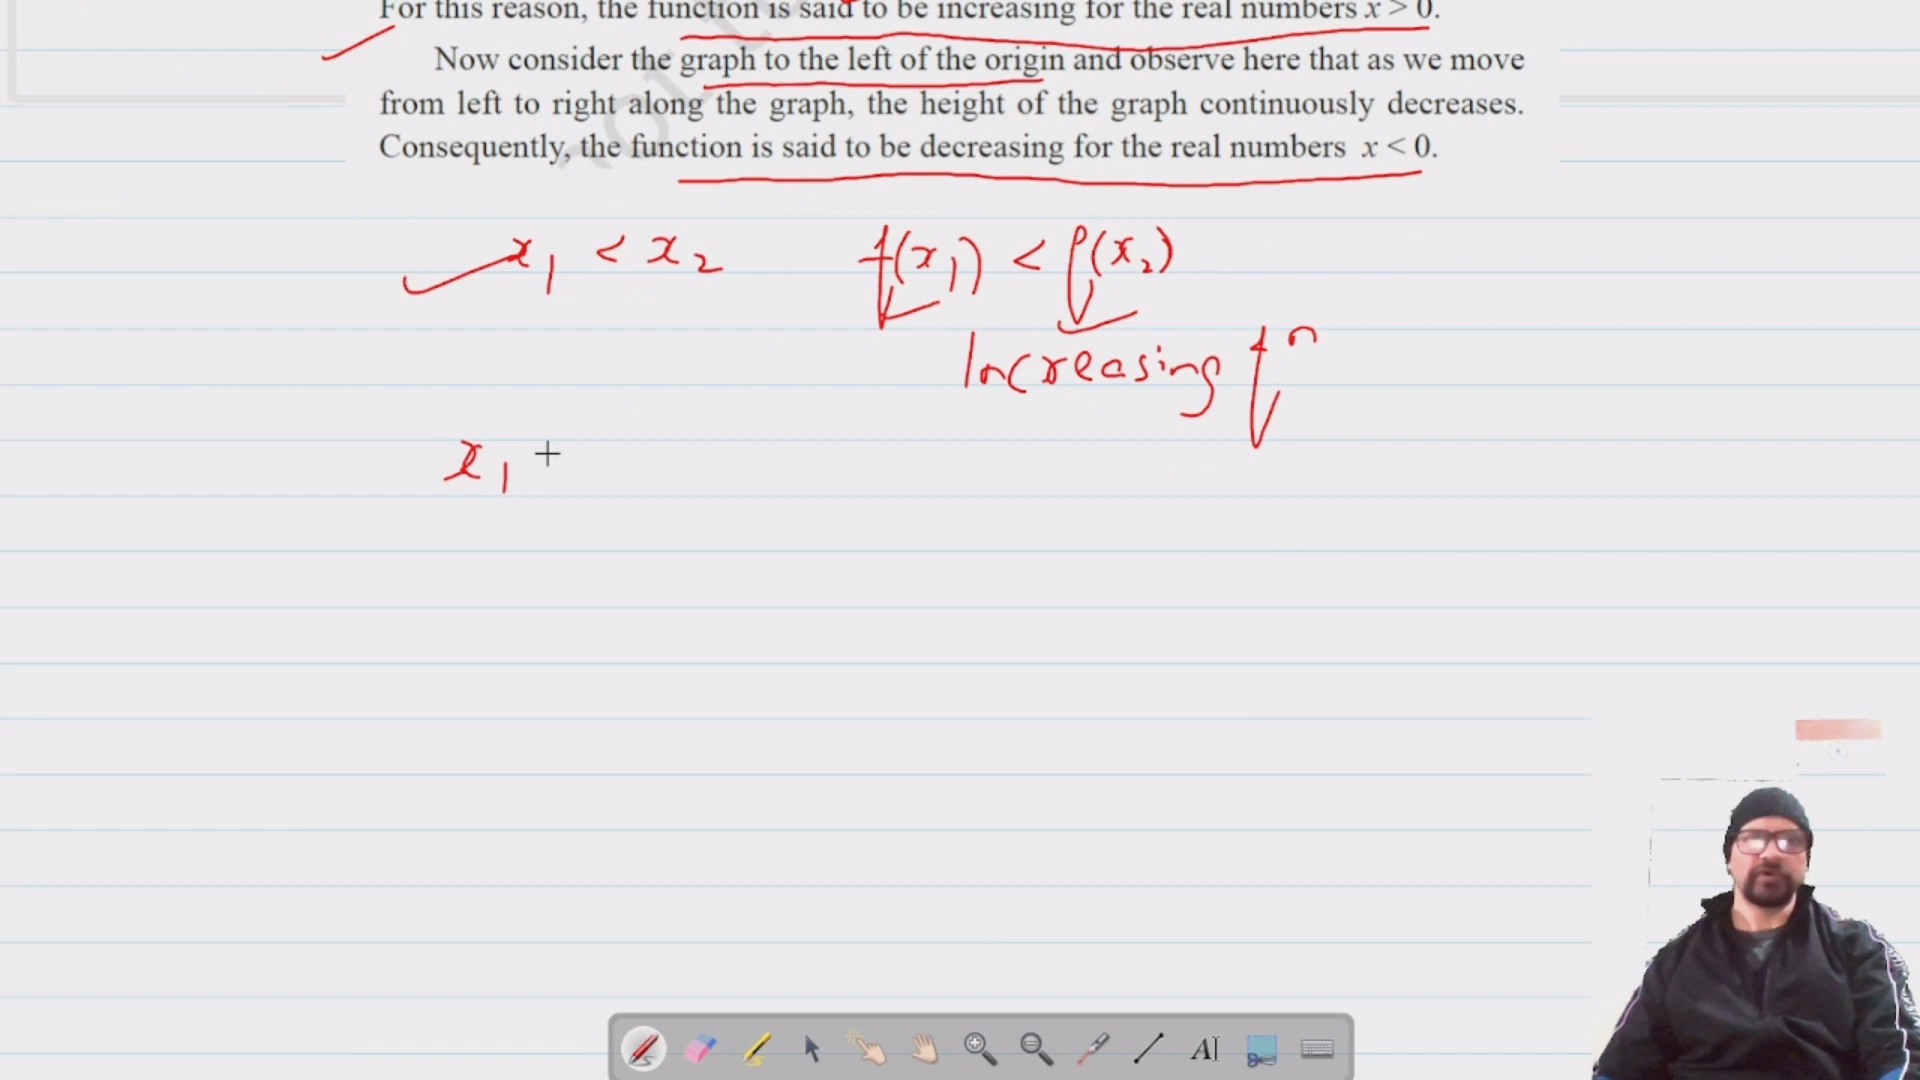 For this reason, the function is said to be increasing for the real numbers x > 0.
Now consider the graph to the left of the origin and observe here that as we move
from left to right along the graph, the height of the graph continuously decreases.
Consequently, the function is said to be decreasing for the real numbers x < 0.
x₁ < x₂ f(x₁) < f(x₂)
Increasing fⁿ
x₁
AI